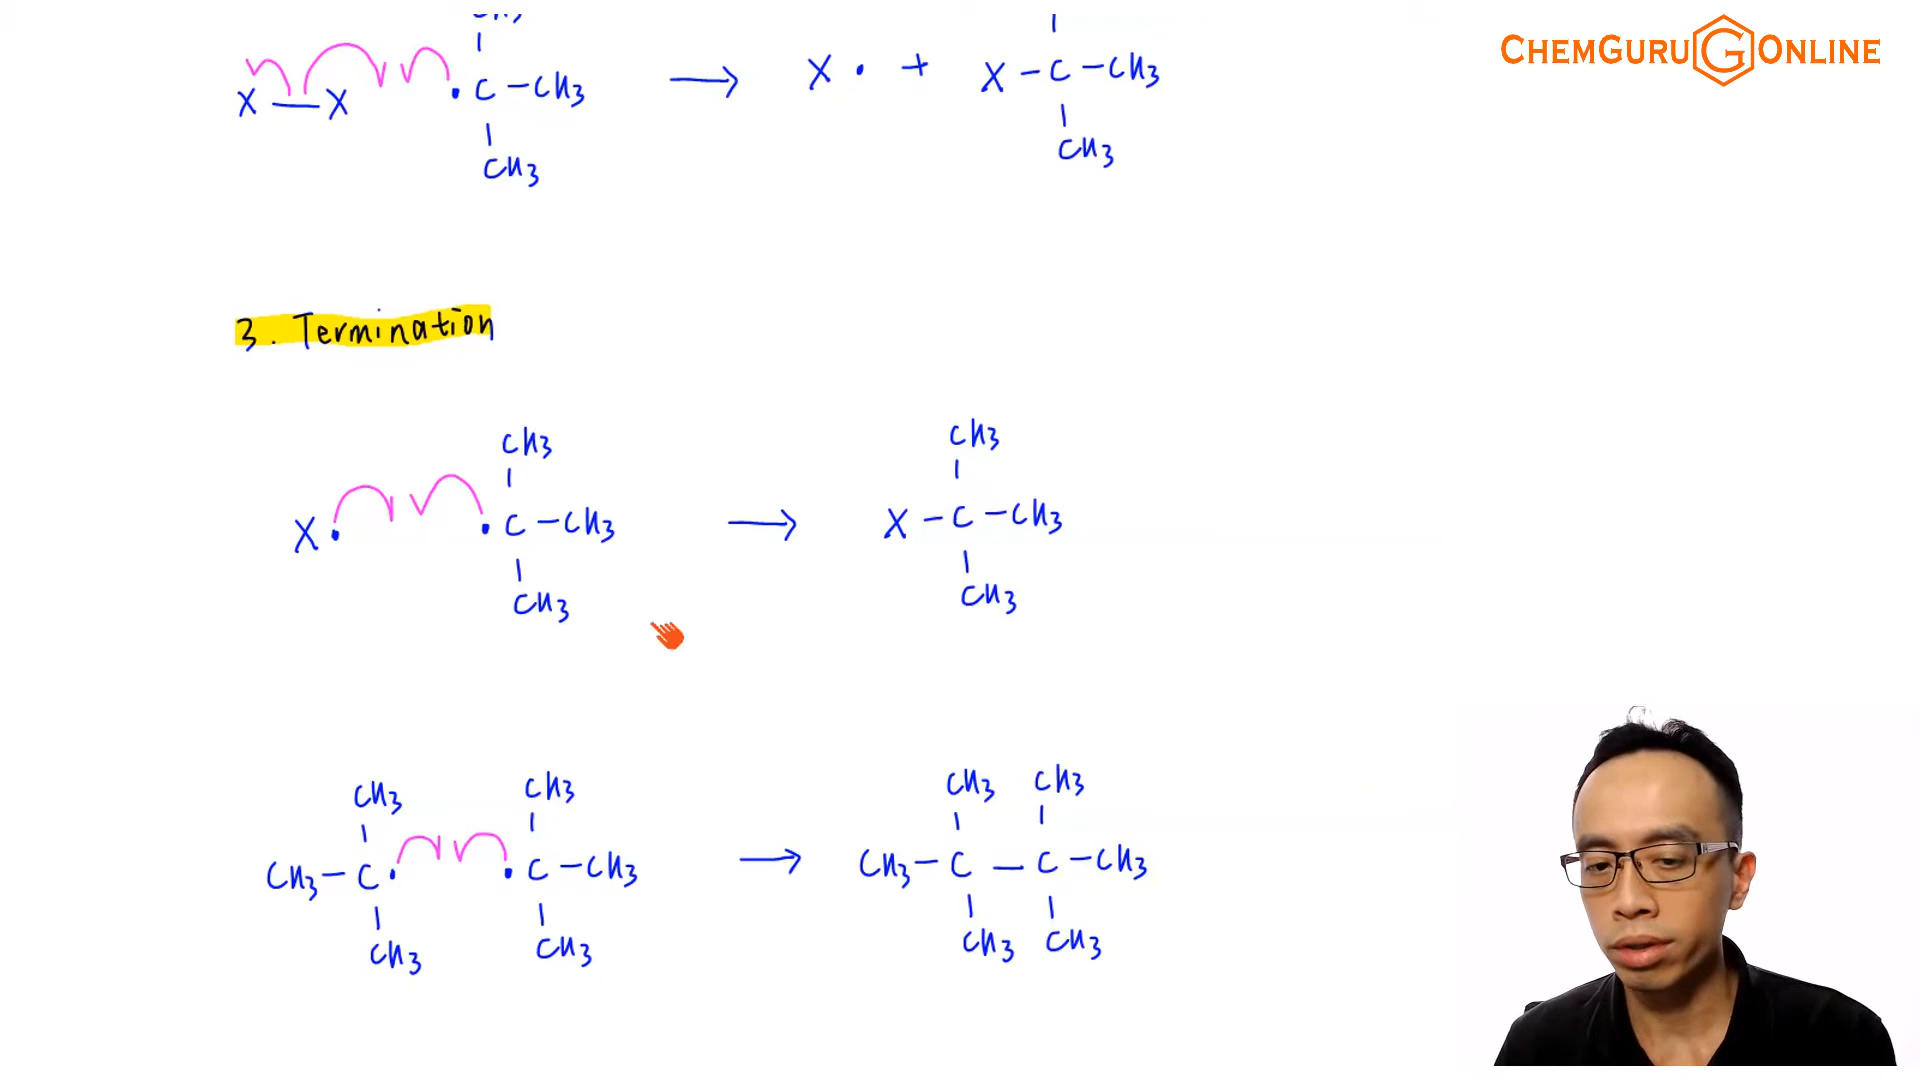 CHEMGURU G ONLINE
X — X · C — CH3 → X · + X — C — CH3
CH3 CH3
3. Termination
CH3 CH3
X · · C — CH3 → X — C — CH3
CH3 CH3
CH3 CH3 CH3 CH3
CH3 — C · · C — CH3 → CH3 — C — C — CH3
CH3 CH3 CH3 CH3